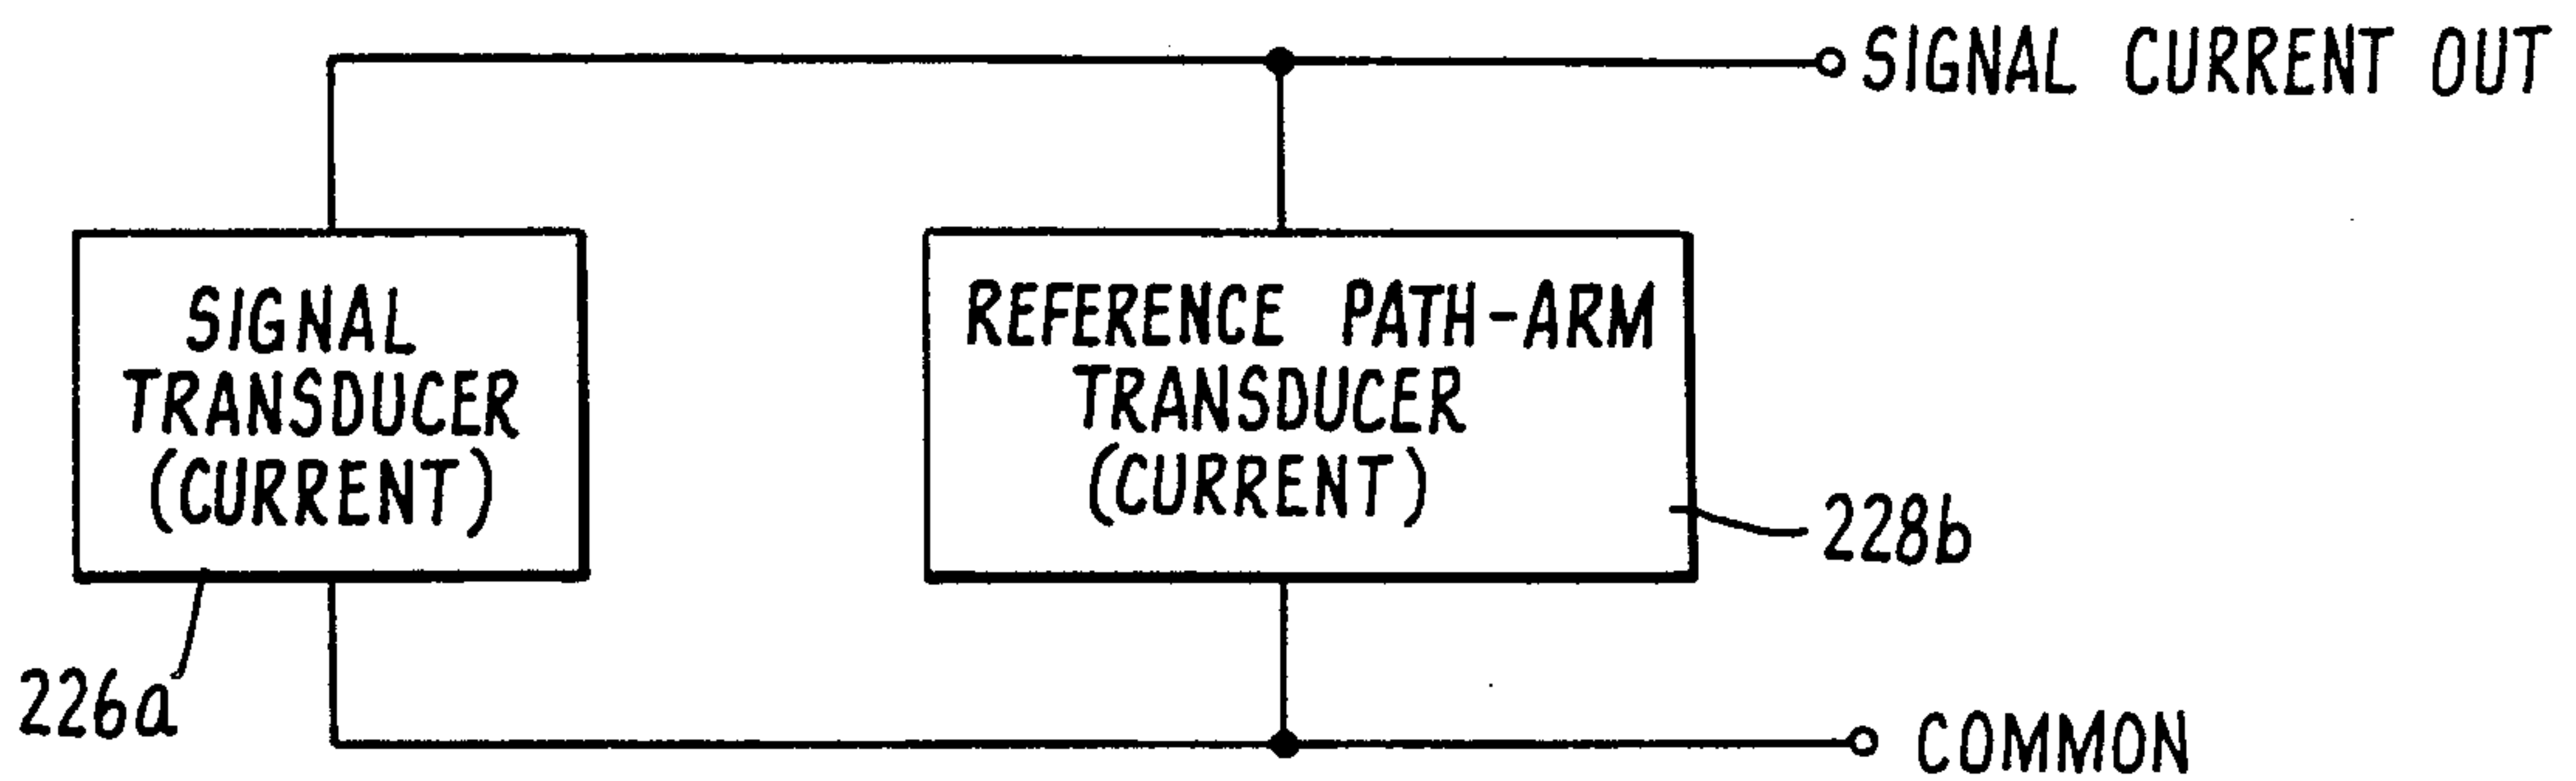 SIGNAL CURRENT OUT
SIGNAL
TRANSDUCER
(CURRENT)
REFERENCE PATH-ARM
TRANSDUCER
(CURRENT)
228b
226a
COMMON